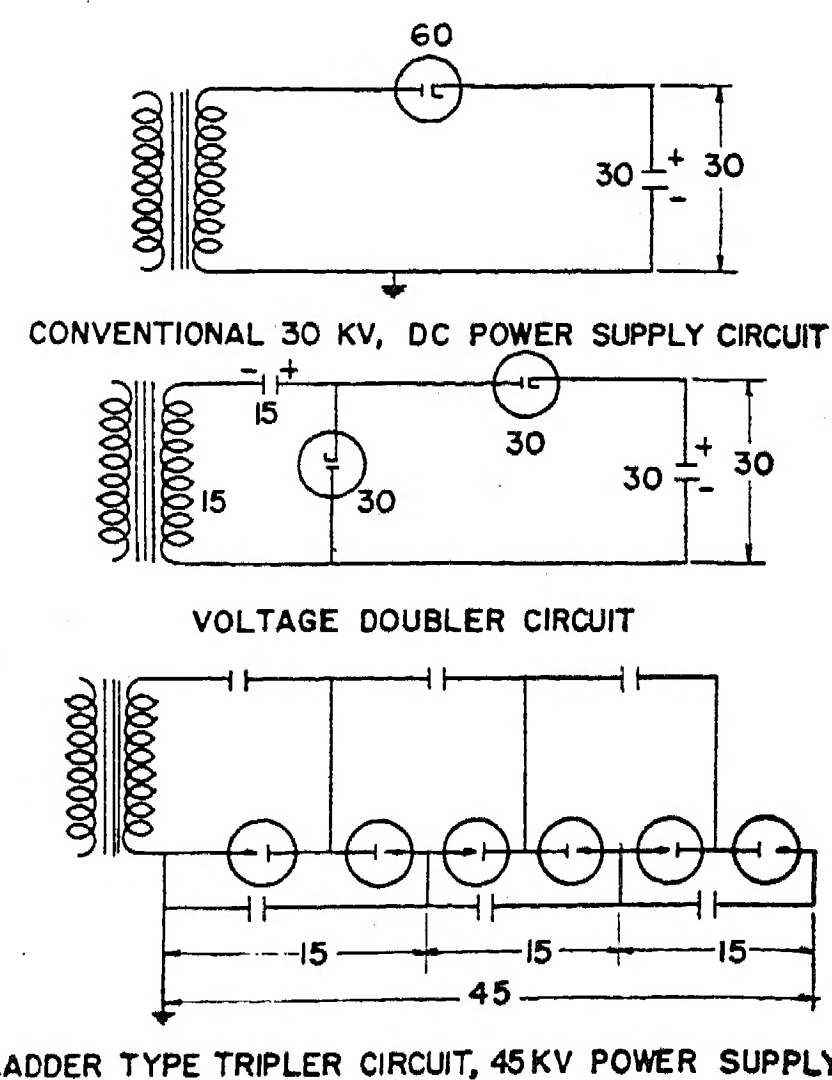 60
30 + 30
-
CONVENTIONAL 30 KV, DC POWER SUPPLY CIRCUIT
- +
15
30
15
30
30 + 30
-
VOLTAGE DOUBLER CIRCUIT
15 15 15
45
LADDER TYPE TRIPLER CIRCUIT, 45 KV POWER SUPPLY